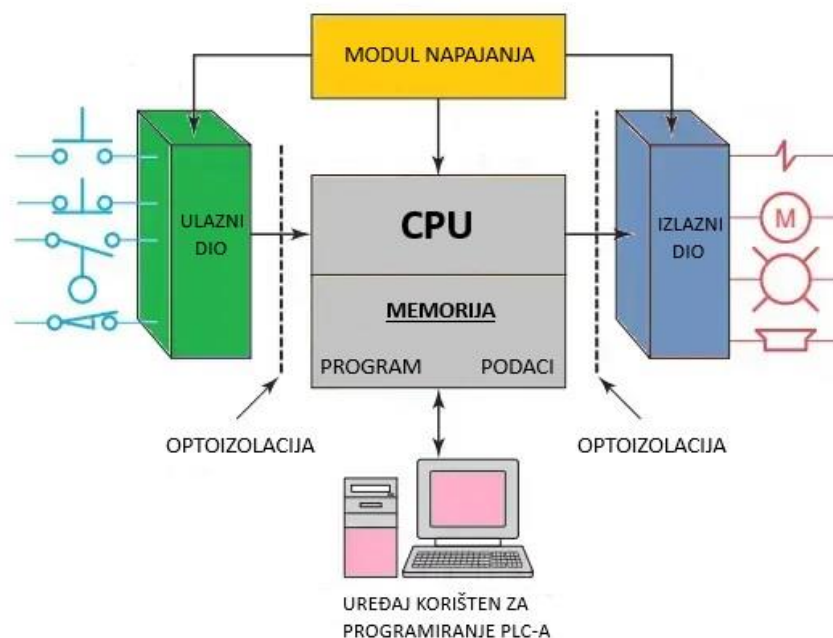 MODUL NAPAJANJA
ULAZNI
DIO
CPU
IZLAZNI
DIO
M
MEMORIJA
PROGRAM PODACI
OPTOIZOLACIJA
OPTOIZOLACIJA
UREĐAJ KORIŠTEN ZA
PROGRAMIRANJE PLC-A